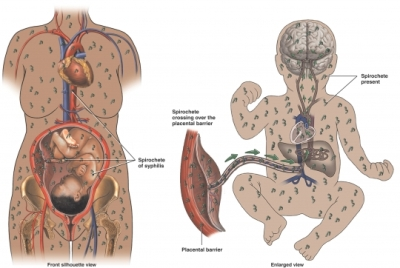 Spirochete
present
Spirochete
crossing over the
placental barrier
Spirochete
of syphilis
Placental barrier
Front silhouette view
Enlarged view